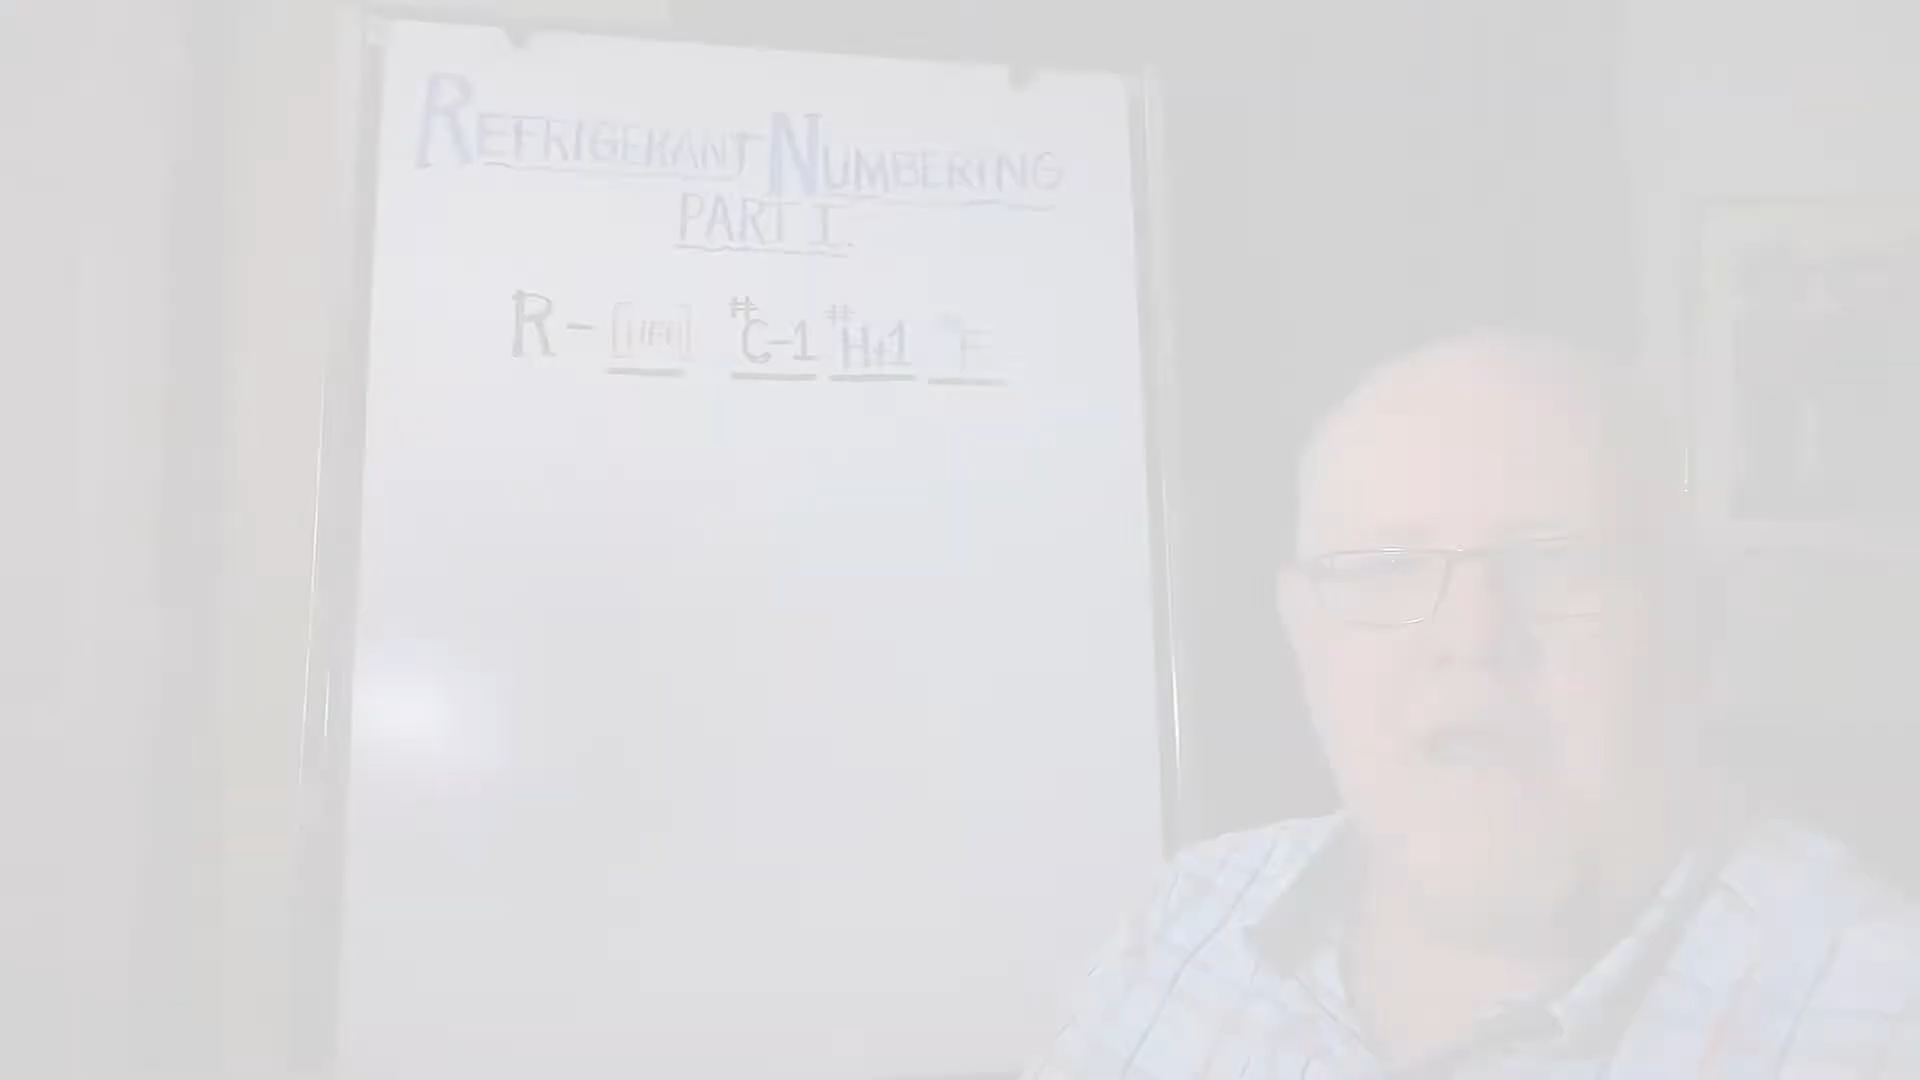 REFRIGERANT NUMBERING
PART I.
R- #C-1 #H+1 #F